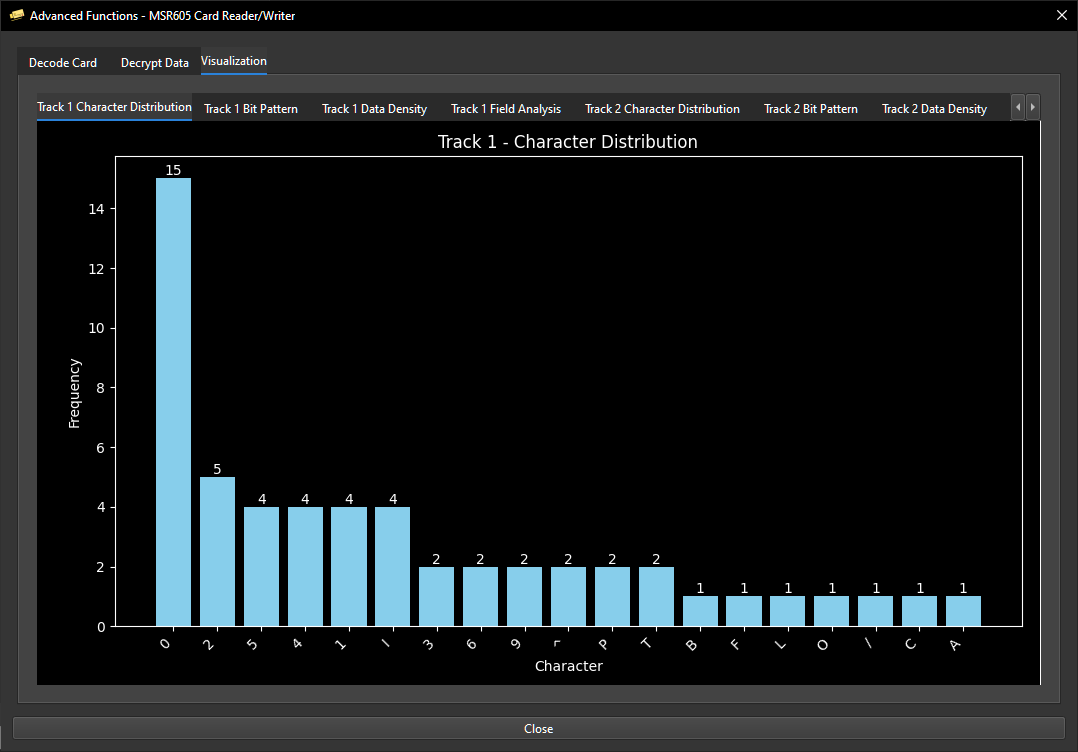 Advanced Functions - MSR605 Card Reader/Writer
Decode Card Decrypt Data Visualization
Track 1 Character Distribution Track 1 Bit Pattern Track 1 Data Density Track 1 Field Analysis Track 2 Character Distribution Track 2 Bit Pattern Track 2 Data Density
Track 1 - Character Distribution
15
14
12
10
8
6
5
4 4 4 4
4
2 2 2 2 2 2
2
1 1 1 1 1 1 1
0
Frequency
0 2 5 4 1 I 3 6 9 ^ P T B F L O / C A
Character
Close